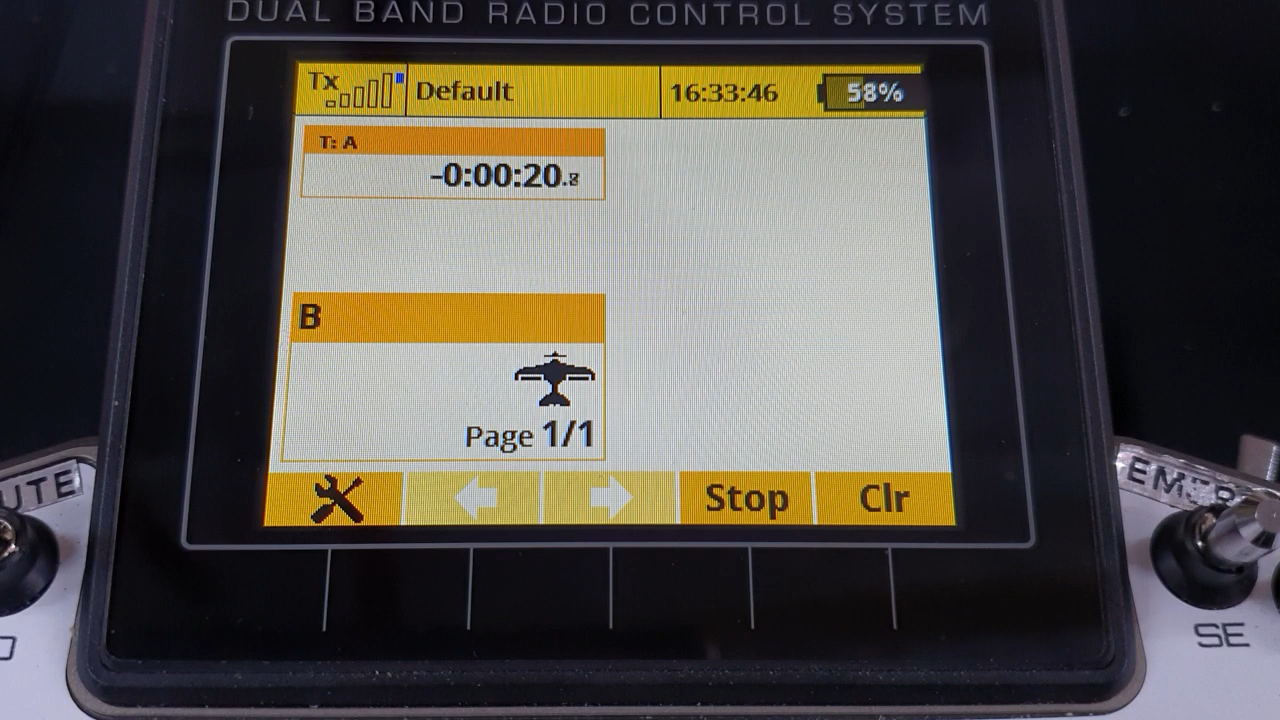 DUAL BAND RADIO CONTROL SYSTEM
Tx Default 16:33:46 58%
T: A
-0:00:20.8
B
Page 1/1
Stop Clr
UTE
EMER
SE